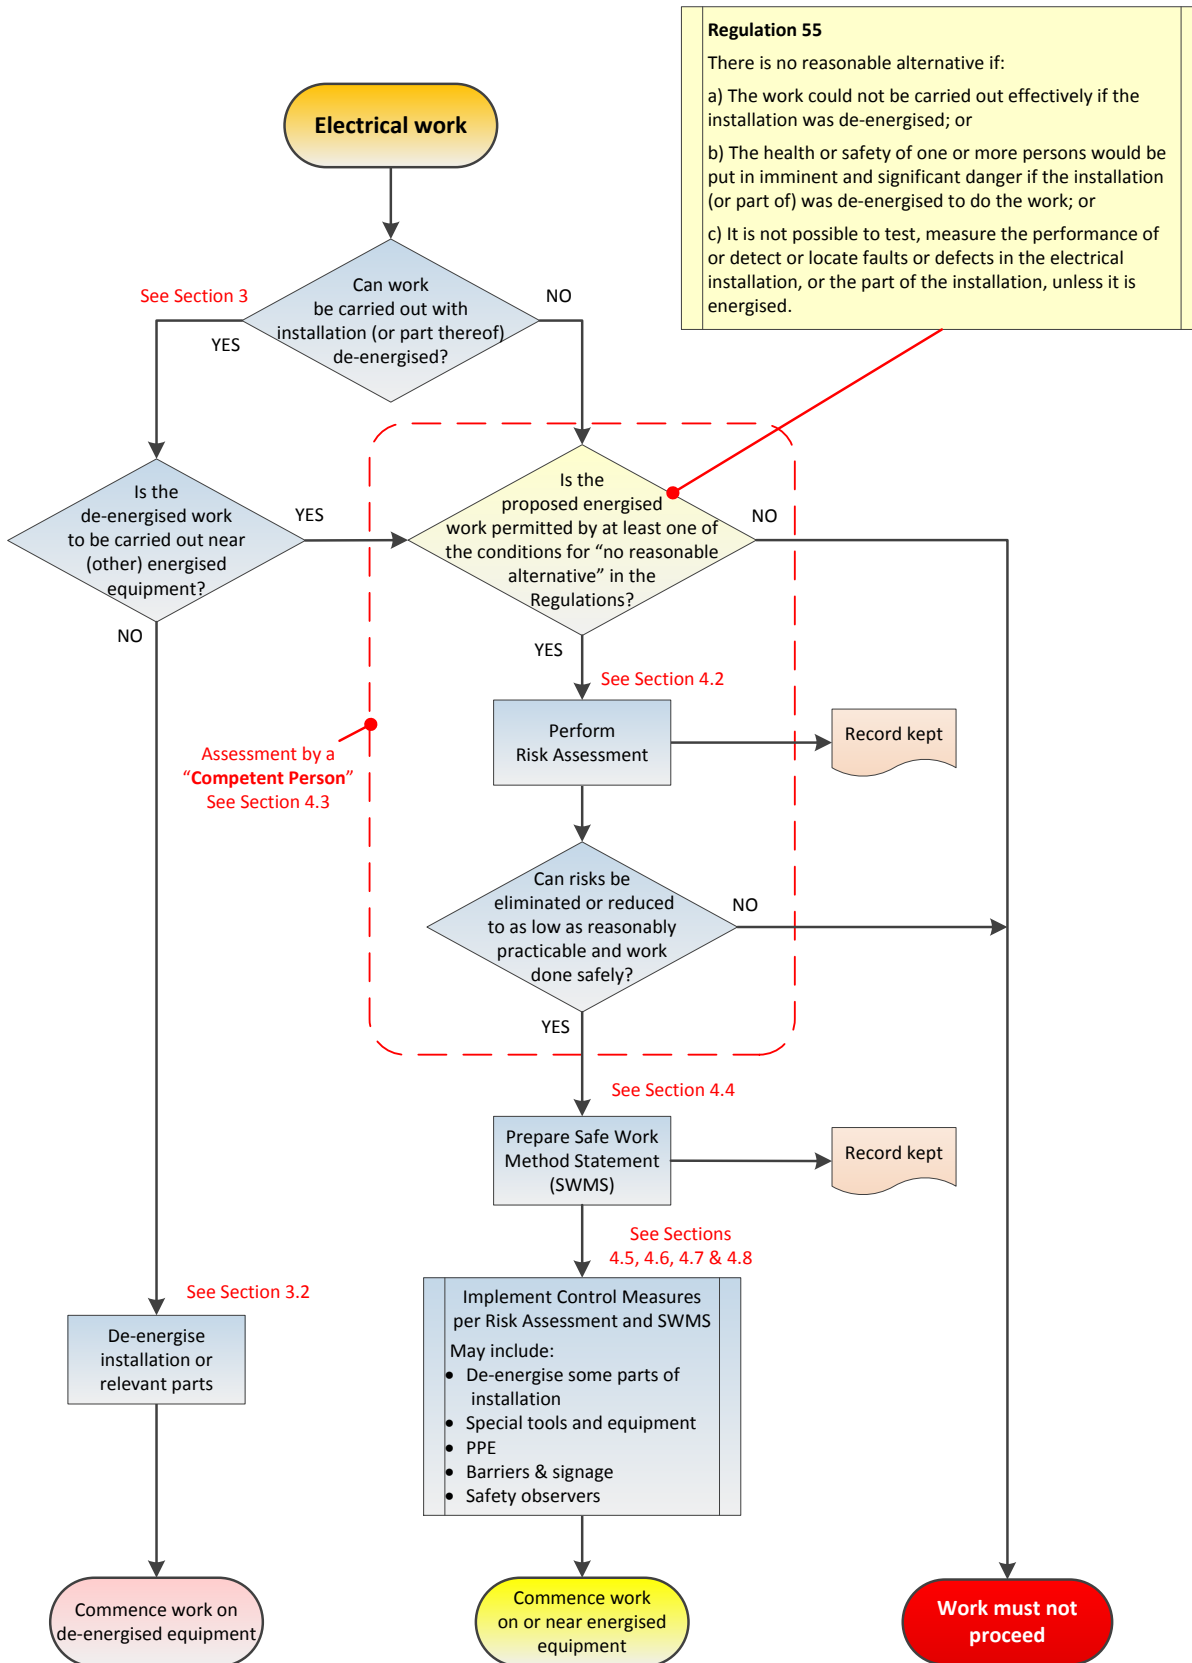 Regulation 55
There is no reasonable alternative if:
a) The work could not be carried out effectively if the
installation was de-energised; or
b) The health or safety of one or more persons would be
put in imminent and significant danger if the installation
(or part of) was de-energised to do the work; or
c) It is not possible to test, measure the performance of
or detect or locate faults or defects in the electrical
installation, or the part of the installation, unless it is
energised.
Electrical work
Can work
be carried out with
installation (or part thereof)
de-energised?
See Section 3
YES
NO
Is the
de-energised work
to be carried out near
(other) energised
equipment?
YES
NO
Is the
proposed energised
work permitted by at least one of
the conditions for “no reasonable
alternative” in the
Regulations?
NO
YES
See Section 4.2
Perform
Risk Assessment
Record kept
Assessment by a
“Competent Person”
See Section 4.3
Can risks be
eliminated or reduced
to as low as reasonably
practicable and work
done safely?
NO
YES
See Section 4.4
Prepare Safe Work
Method Statement
(SWMS)
Record kept
See Sections
4.5, 4.6, 4.7 & 4.8
Implement Control Measures
per Risk Assessment and SWMS
May include:
• De-energise some parts of
installation
• Special tools and equipment
• PPE
• Barriers & signage
• Safety observers
See Section 3.2
De-energise
installation or
relevant parts
Commence work on
de-energised equipment
Commence work
on or near energised
equipment
Work must not
proceed